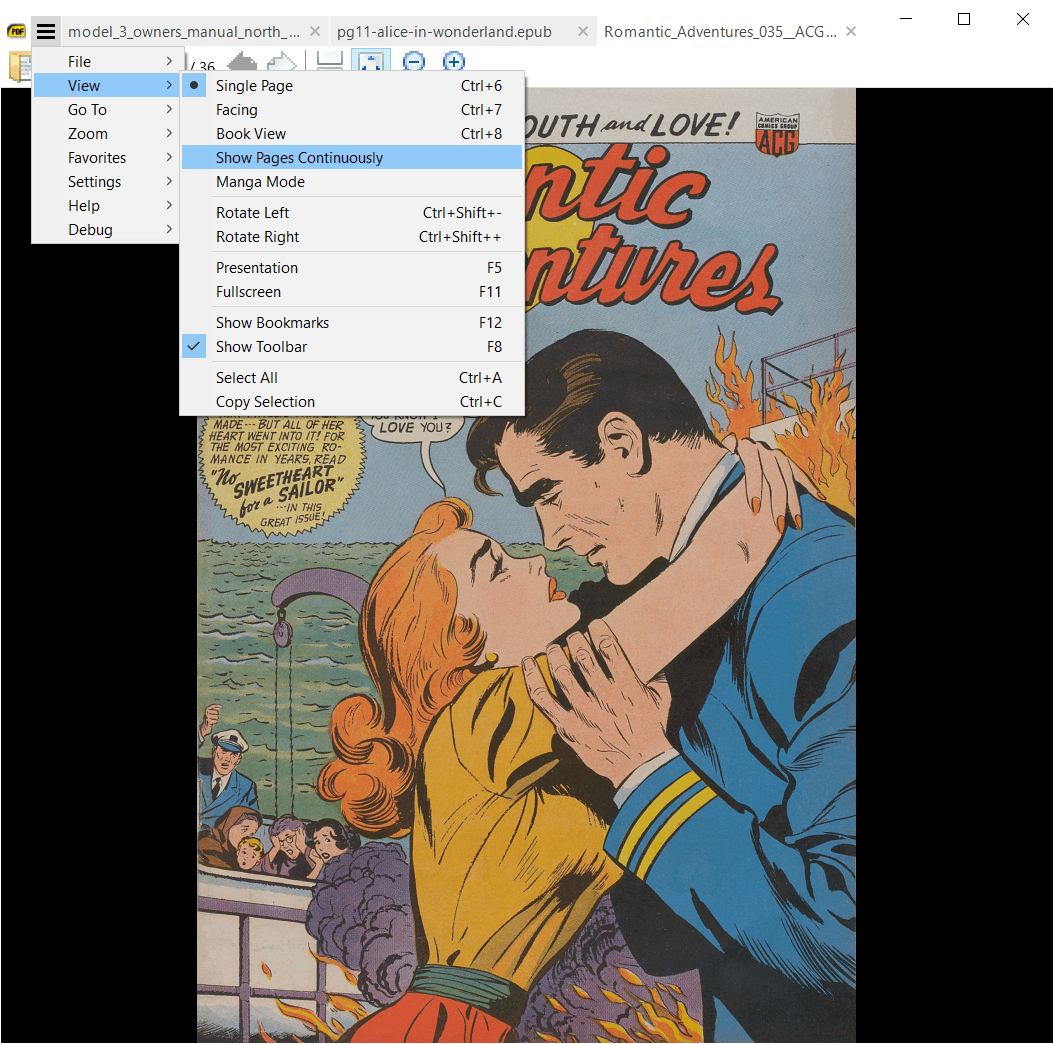 PDF
model_3_owners_manual_north_...
pg11-alice-in-wonderland.epub
Romantic_Adventures_035__ACG...
/ 36
File
View
Go To
Zoom
Favorites
Settings
Help
Debug
Single Page Ctrl+6
Facing Ctrl+7
Book View Ctrl+8
Show Pages Continuously
Manga Mode
Rotate Left Ctrl+Shift+-
Rotate Right Ctrl+Shift++
Presentation F5
Fullscreen F11
Show Bookmarks F12
Show Toolbar F8
Select All Ctrl+A
Copy Selection Ctrl+C
OUTH and LOVE!
AMERICAN
COMICS GROUP
ACG
ntic
ntures
MADE--- BUT ALL OF HER
HEART WENT INTO IT! FOR
THE MOST EXCITING RO-
MANCE IN YEARS, READ
"No
SWEETHEART
for a SAILOR"
---IN THIS
GREAT ISSUE!
LOVE YOU?